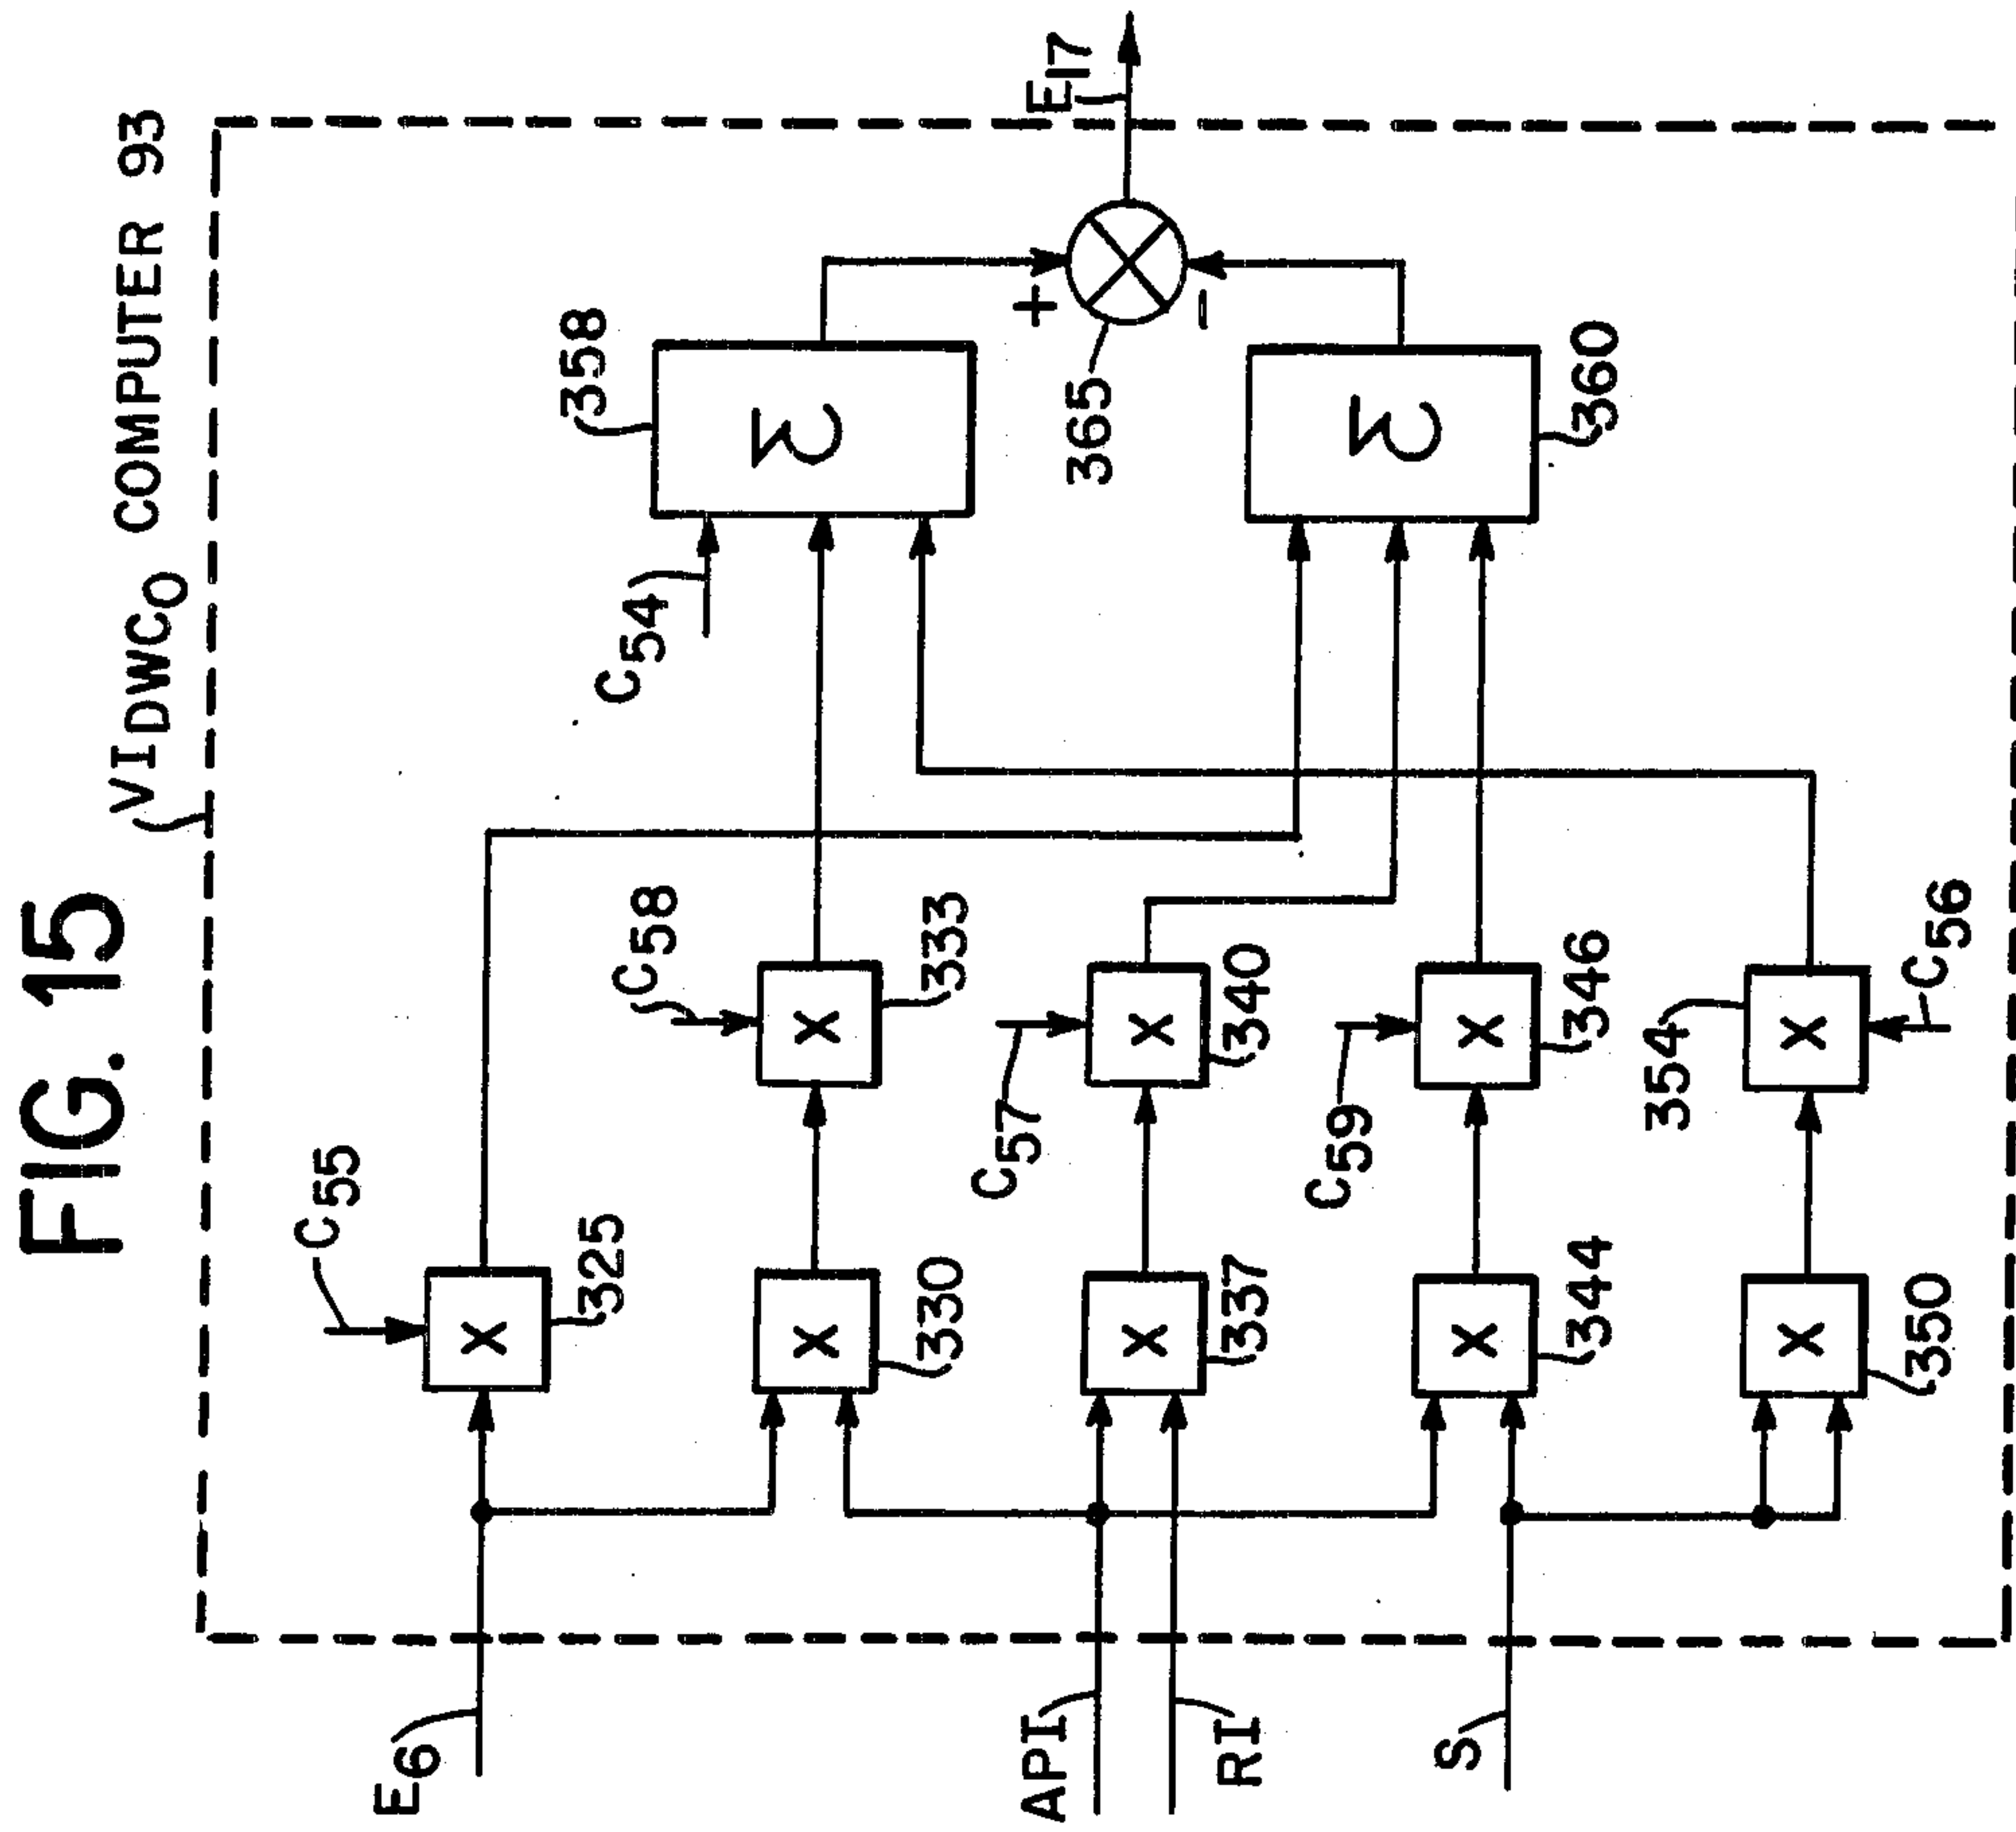 FIG. 15
VIDWCO COMPUTER 93
C55
X
325
E6
C58
X
330
X
333
C54
Σ
358
C57
X
337
X
340
API
RI
+
365
-
E17
C59
X
344
X
346
S
Σ
360
X
350
354
X
C56